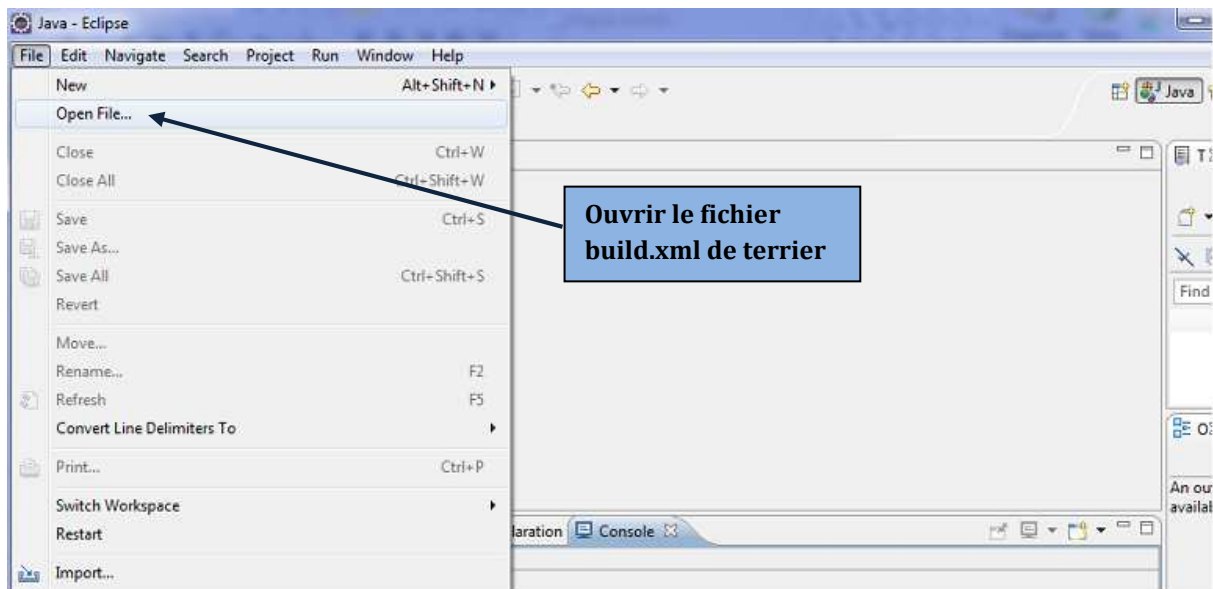 Java - Eclipse
File Edit Navigate Search Project Run Window Help
New Alt+Shift+N
Open File...
Java
Close Ctrl+W
Close All Ctrl+Shift+W
Save Ctrl+S
Save As...
Save All Ctrl+Shift+S
Revert
Ouvrir le fichier
build.xml de terrier
Find
Move...
Rename... F2
Refresh F5
Convert Line Delimiters To
Print... Ctrl+P
Switch Workspace
Restart
An ou
availa
laration Console
Import...